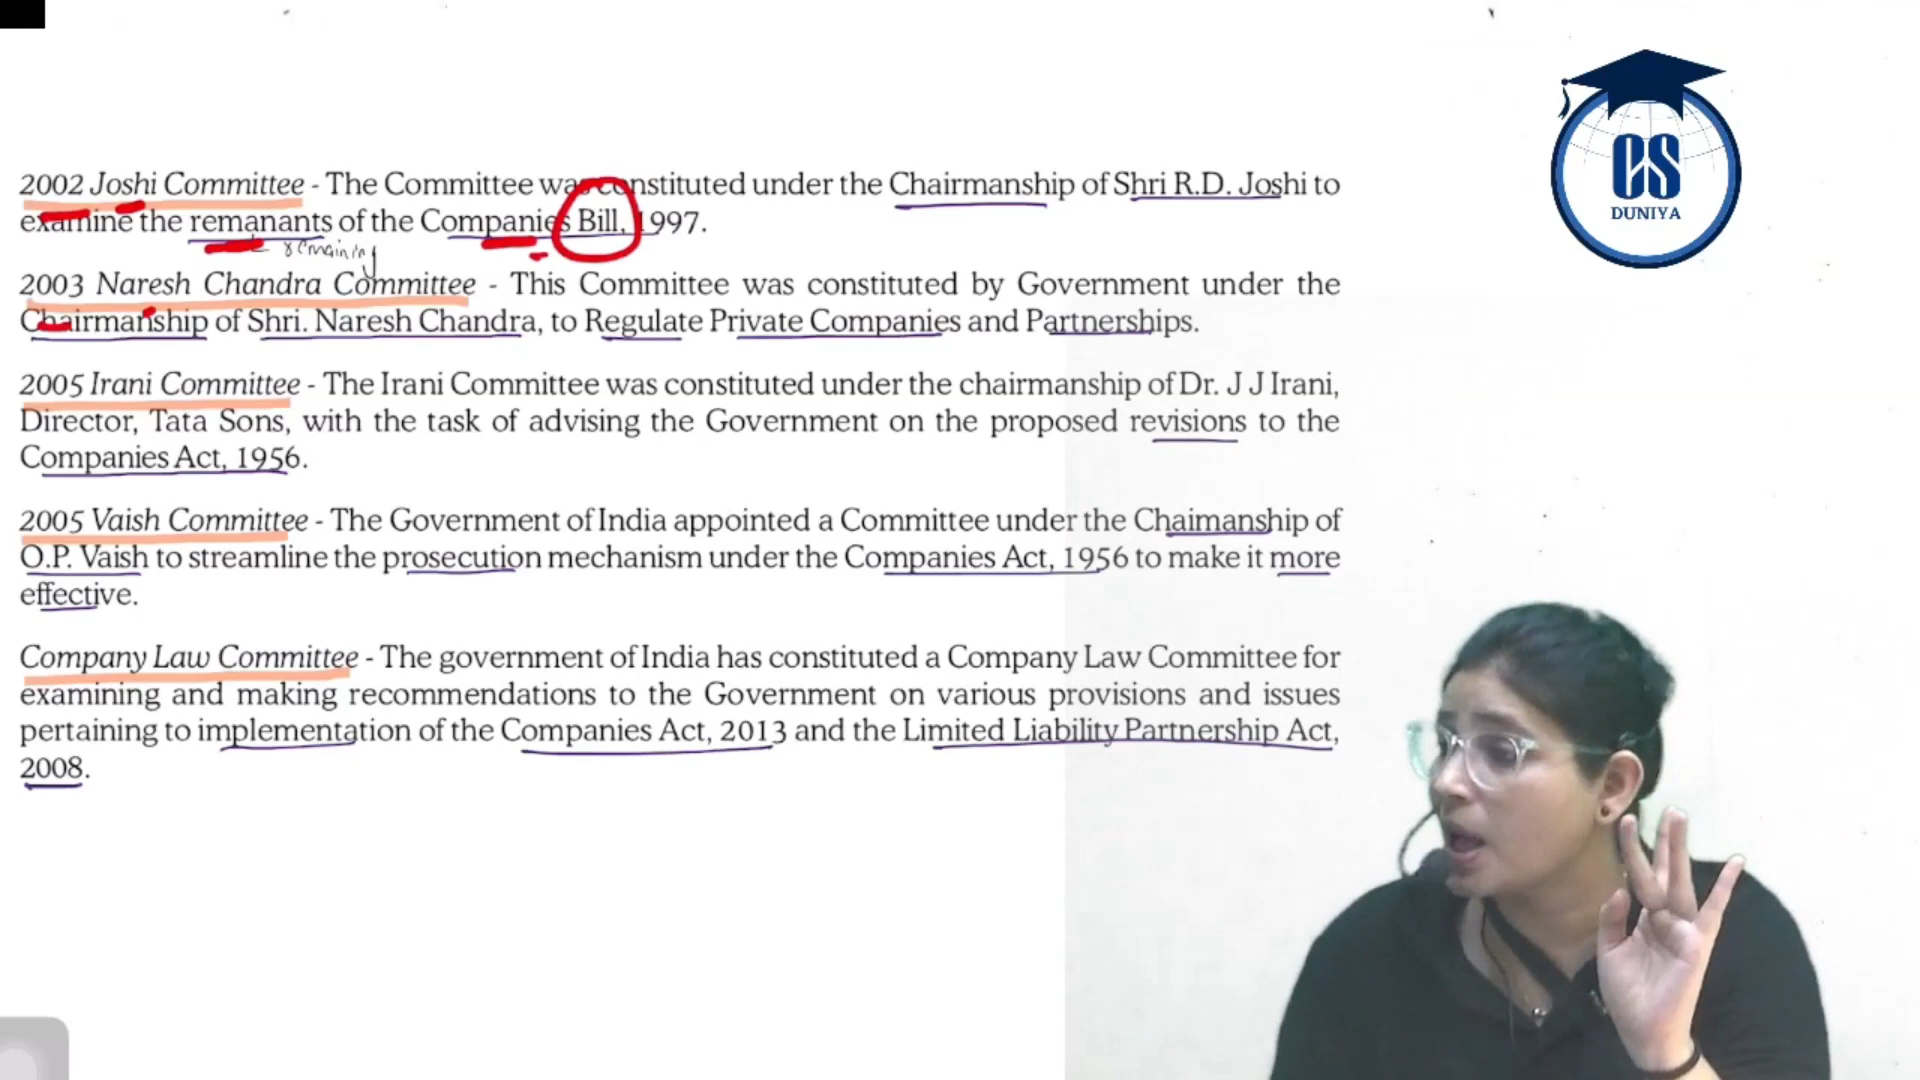 2002 Joshi Committee - The Committee was constituted under the Chairmanship of Shri R.D. Joshi to
examine the remanants of the Companies Bill, 1997.
remaining
2003 Naresh Chandra Committee - This Committee was constituted by Government under the
Chairmanship of Shri. Naresh Chandra, to Regulate Private Companies and Partnerships.
2005 Irani Committee - The Irani Committee was constituted under the chairmanship of Dr. J J Irani,
Director, Tata Sons, with the task of advising the Government on the proposed revisions to the
Companies Act, 1956.
2005 Vaish Committee - The Government of India appointed a Committee under the Chaimanship of
O.P. Vaish to streamline the prosecution mechanism under the Companies Act, 1956 to make it more
effective.
Company Law Committee - The government of India has constituted a Company Law Committee for
examining and making recommendations to the Government on various provisions and issues
pertaining to implementation of the Companies Act, 2013 and the Limited Liability Partnership Act,
2008.
CS
DUNIYA